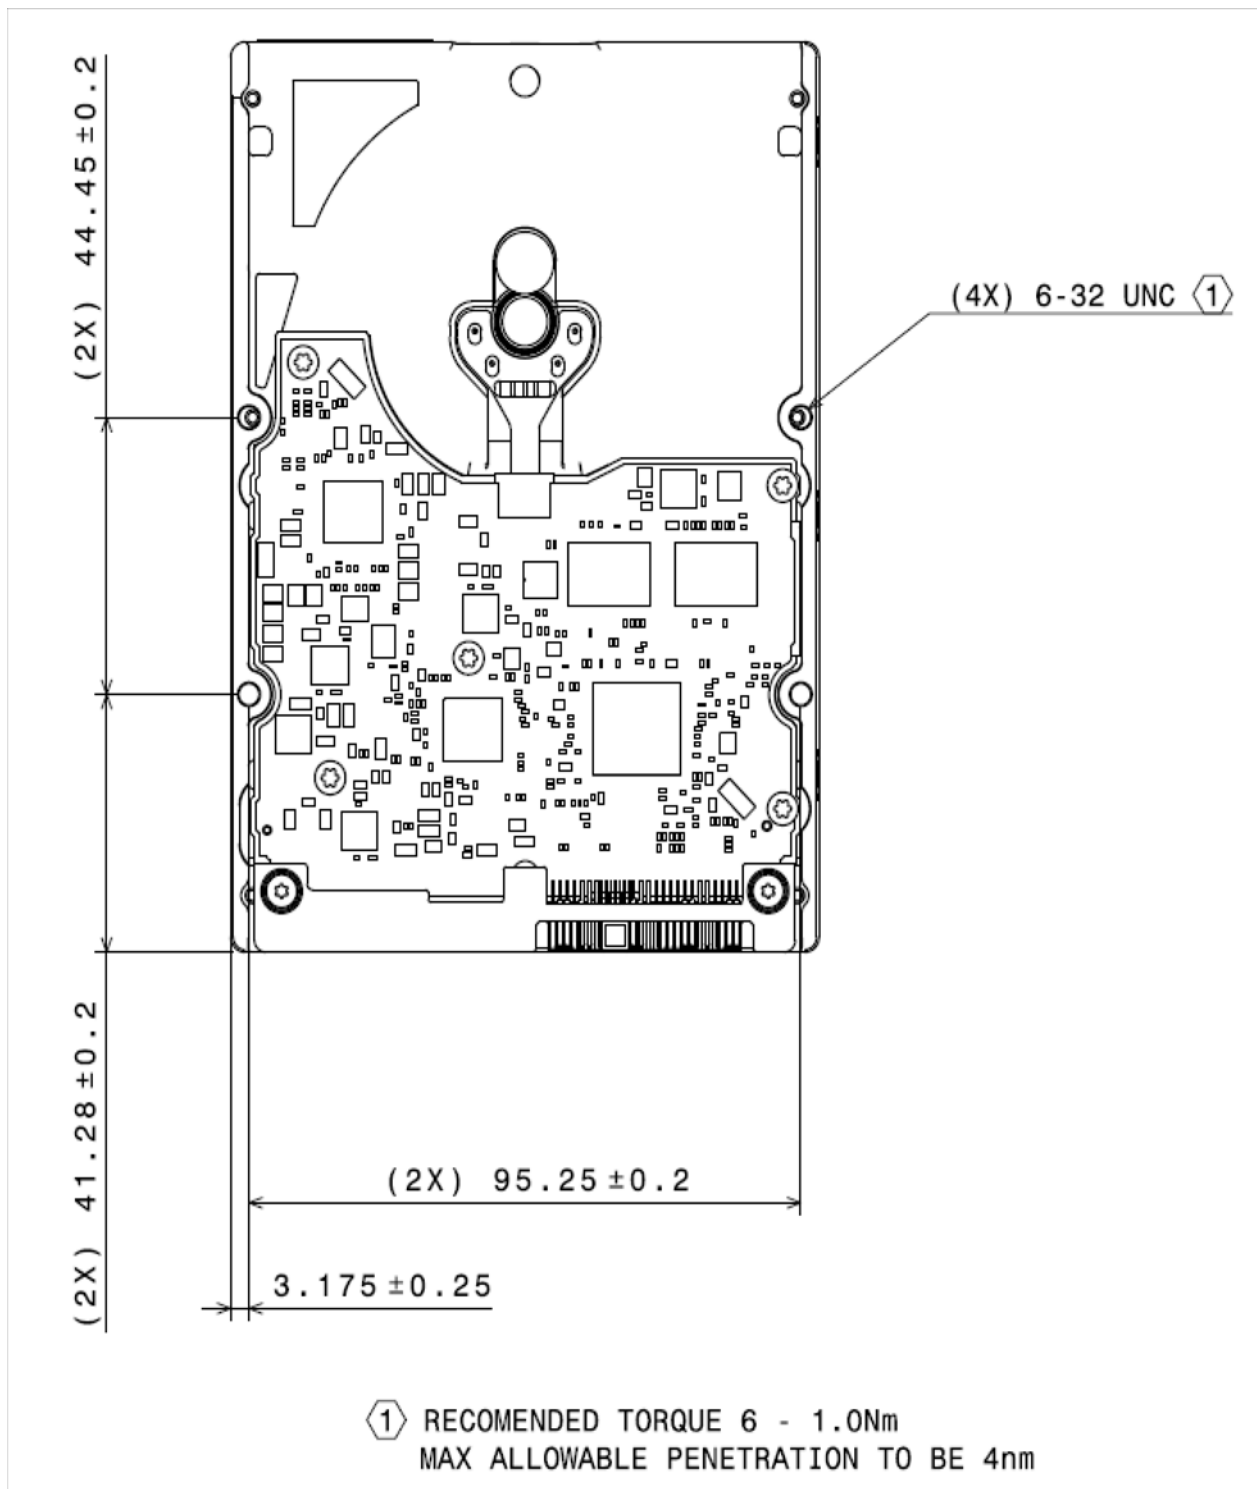 (2X) 44.45±0.2
(4X) 6-32 UNC 1
(2X) 41.28±0.2
(2X) 95.25±0.2
3.175±0.25
1 RECOMENDED TORQUE 6 - 1.0Nm
MAX ALLOWABLE PENETRATION TO BE 4nm